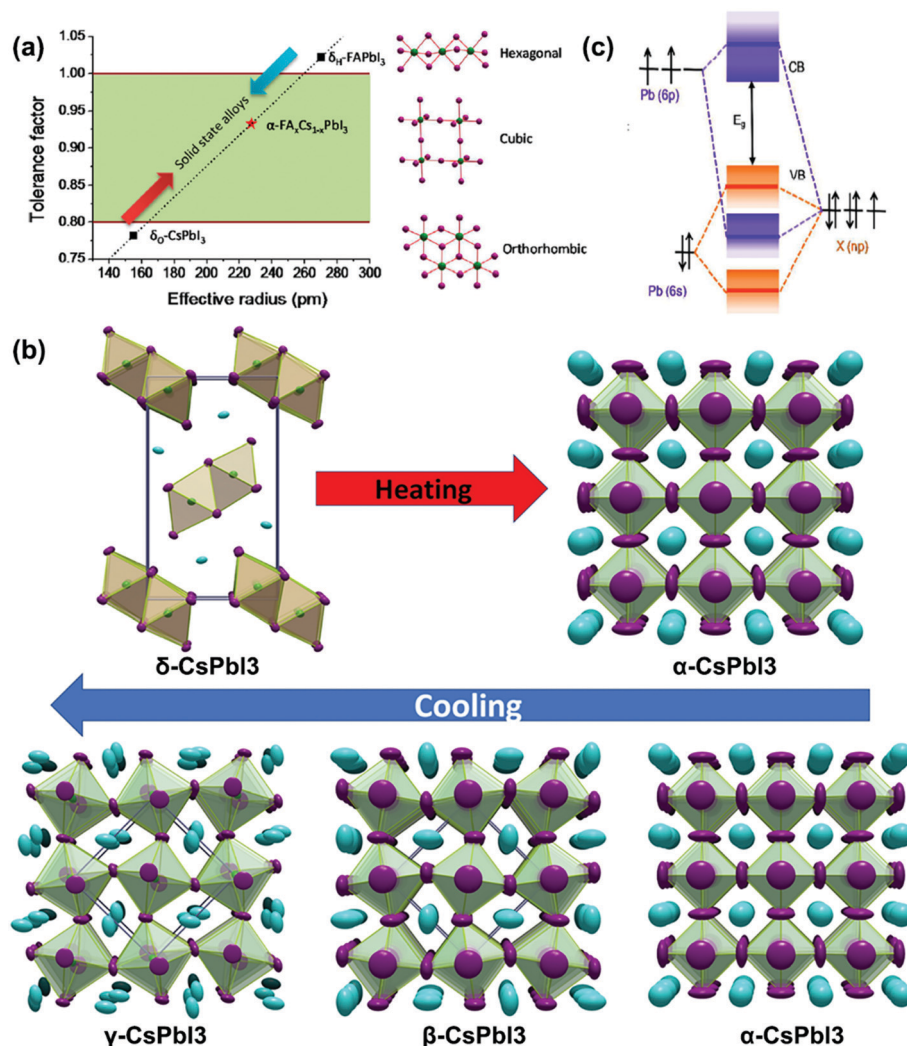 (a)
1.05
1.00
0.95
0.90
0.85
0.80
0.75
Tolerance factor
140 160 180 200 220 240 260 280 300
Effective radius (pm)
δH-FAPbI3
Solid state alloys
α-FAxCs1-xPbI3
δO-CsPbI3
Hexagonal
Cubic
Orthorhombic
(c)
Pb (6p)
CB
Eg
VB
X (np)
Pb (6s)
(b)
Heating
δ-CsPbI3
α-CsPbI3
Cooling
γ-CsPbI3
β-CsPbI3
α-CsPbI3